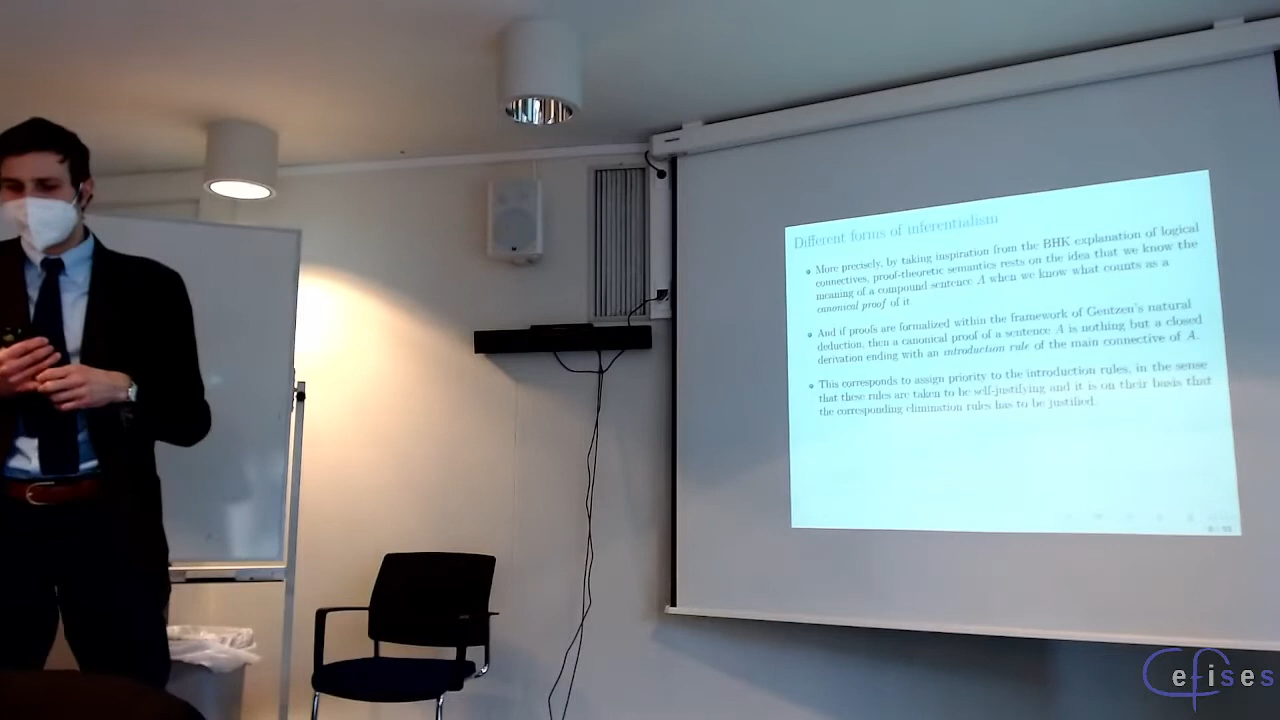 Different forms of inferentialism
More precisely, by taking inspiration from the BHK explanation of logical
connectives, proof-theoretic semantics rests on the idea that we know the
meaning of a compound sentence A when we know what counts as a
canonical proof of it.
And if proofs are formalized within the framework of Gentzen's natural
deduction, then a canonical proof of a sentence A is nothing but a closed
derivation ending with an introduction rule of the main connective of A.
This corresponds to assign priority to the introduction rules, in the sense
that these rules are taken to be self-justifying and it is on their basis that
the corresponding elimination rules has to be justified.
Cefises